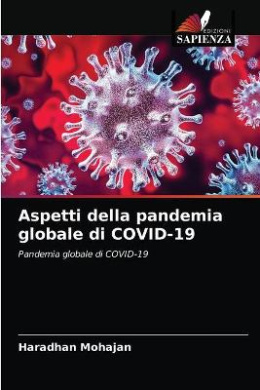 EDIZIONI
SAPIENZA
Aspetti della pandemia
globale di COVID-19
Pandemia globale di COVID-19
Haradhan Mohajan